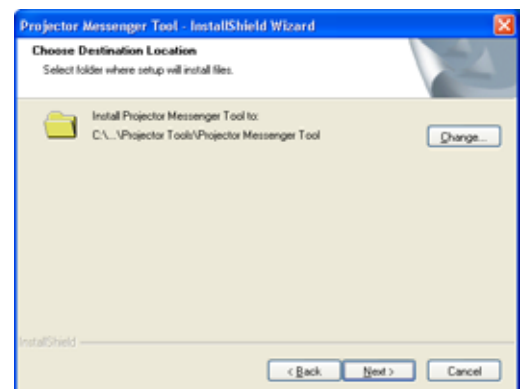 Projector Messenger Tool - InstallShield Wizard
Choose Destination Location
Select folder where setup will install files.
Install Projector Messenger Tool to:
C:\...\Projector Tools\Projector Messenger Tool
Change...
InstallShield
< Back
Next >
Cancel